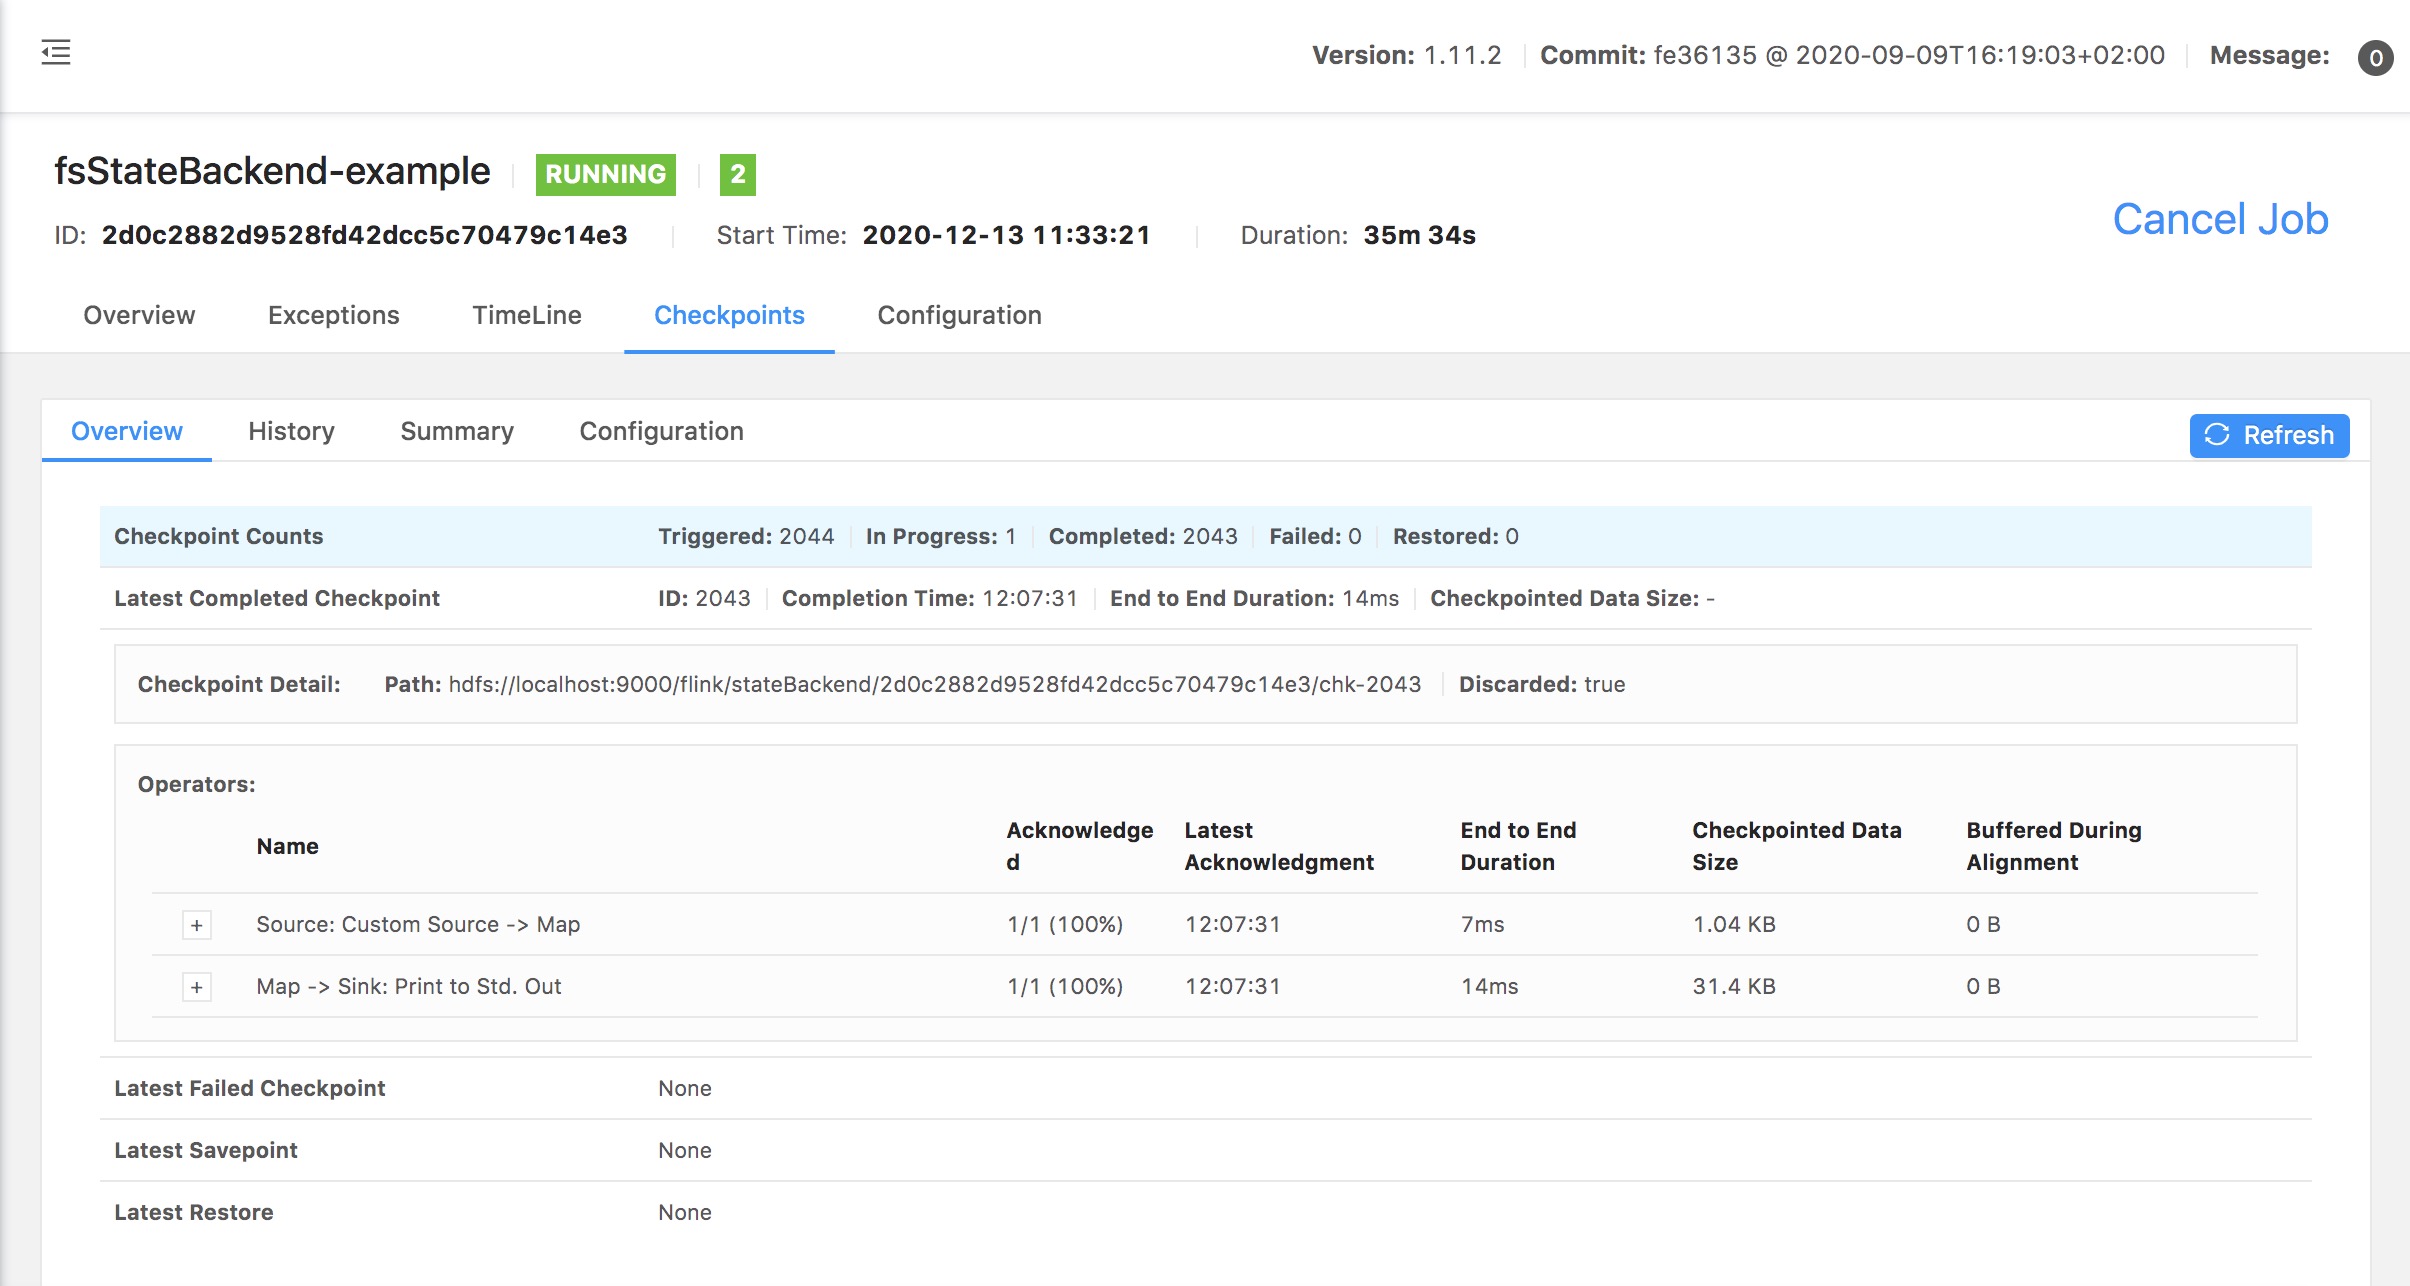 Version: 1.11.2 Commit: fe36135 @ 2020-09-09T16:19:03+02:00 Message: 0
fsStateBackend-example RUNNING 2
ID: 2d0c2882d9528fd42dcc5c70479c14e3 Start Time: 2020-12-13 11:33:21 Duration: 35m 34s
Cancel Job
Overview Exceptions TimeLine Checkpoints Configuration
Overview History Summary Configuration Refresh
Checkpoint Counts Triggered: 2044 In Progress: 1 Completed: 2043 Failed: 0 Restored: 0
Latest Completed Checkpoint ID: 2043 Completion Time: 12:07:31 End to End Duration: 14ms Checkpointed Data Size: -
Checkpoint Detail: Path: hdfs://localhost:9000/flink/stateBackend/2d0c2882d9528fd42dcc5c70479c14e3/chk-2043 Discarded: true
Operators:
Name Acknowledge
d Latest
Acknowledgment End to End
Duration Checkpointed Data
Size Buffered During
Alignment
+ Source: Custom Source -> Map 1/1 (100%) 12:07:31 7ms 1.04 KB 0 B
+ Map -> Sink: Print to Std. Out 1/1 (100%) 12:07:31 14ms 31.4 KB 0 B
Latest Failed Checkpoint None
Latest Savepoint None
Latest Restore None